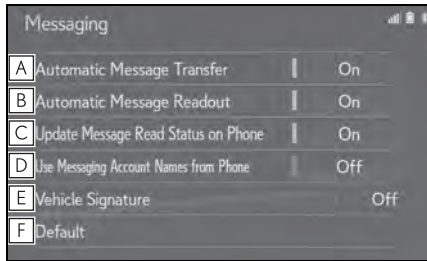 Messaging
A Automatic Message Transfer On
B Automatic Message Readout On
C Update Message Read Status on Phone On
D Use Messaging Account Names from Phone Off
E Vehicle Signature Off
F Default